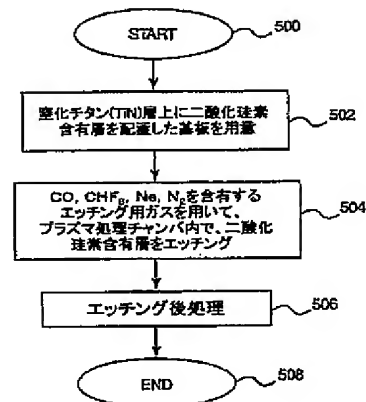 START
500
窒化チタン(TiN)層上に二酸化珪素
含有層を配置した基板を用意
502
CO, CHF3, Ne, N2を含有する
エッチング用ガスを用いて、
プラズマ処理チャンバ内で、二酸化
珪素含有層をエッチング
504
エッチング後処理
506
END
508